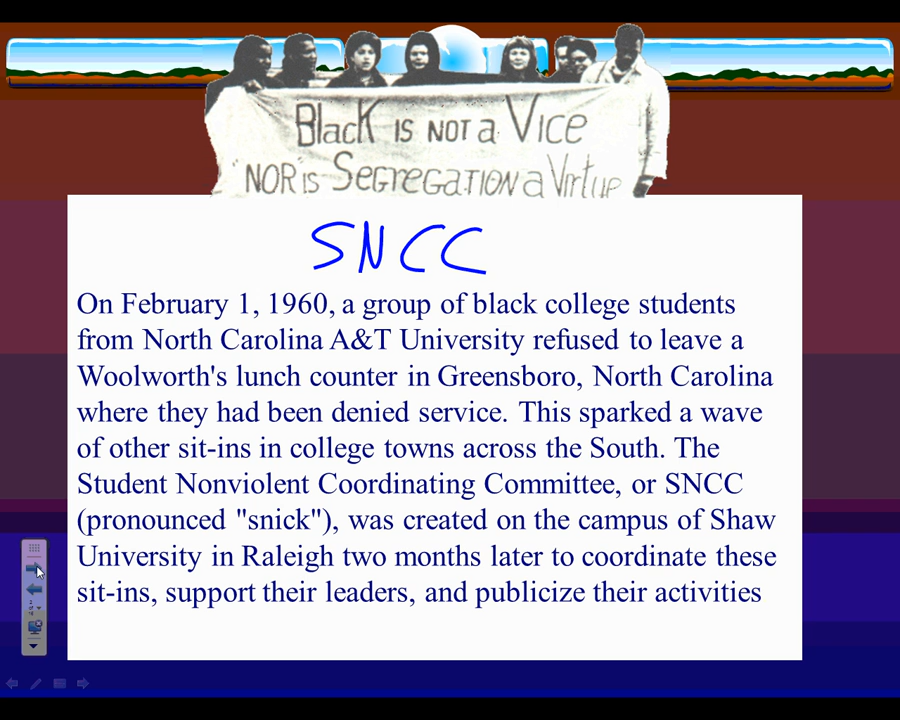 Black is not a Vice
"NOR is Segregation a Virtue
SNCC
On February 1, 1960, a group of black college students
from North Carolina A&T University refused to leave a
Woolworth's lunch counter in Greensboro, North Carolina
where they had been denied service. This sparked a wave
of other sit-ins in college towns across the South. The
Student Nonviolent Coordinating Committee, or SNCC
(pronounced "snick"), was created on the campus of Shaw
University in Raleigh two months later to coordinate these
sit-ins, support their leaders, and publicize their activities